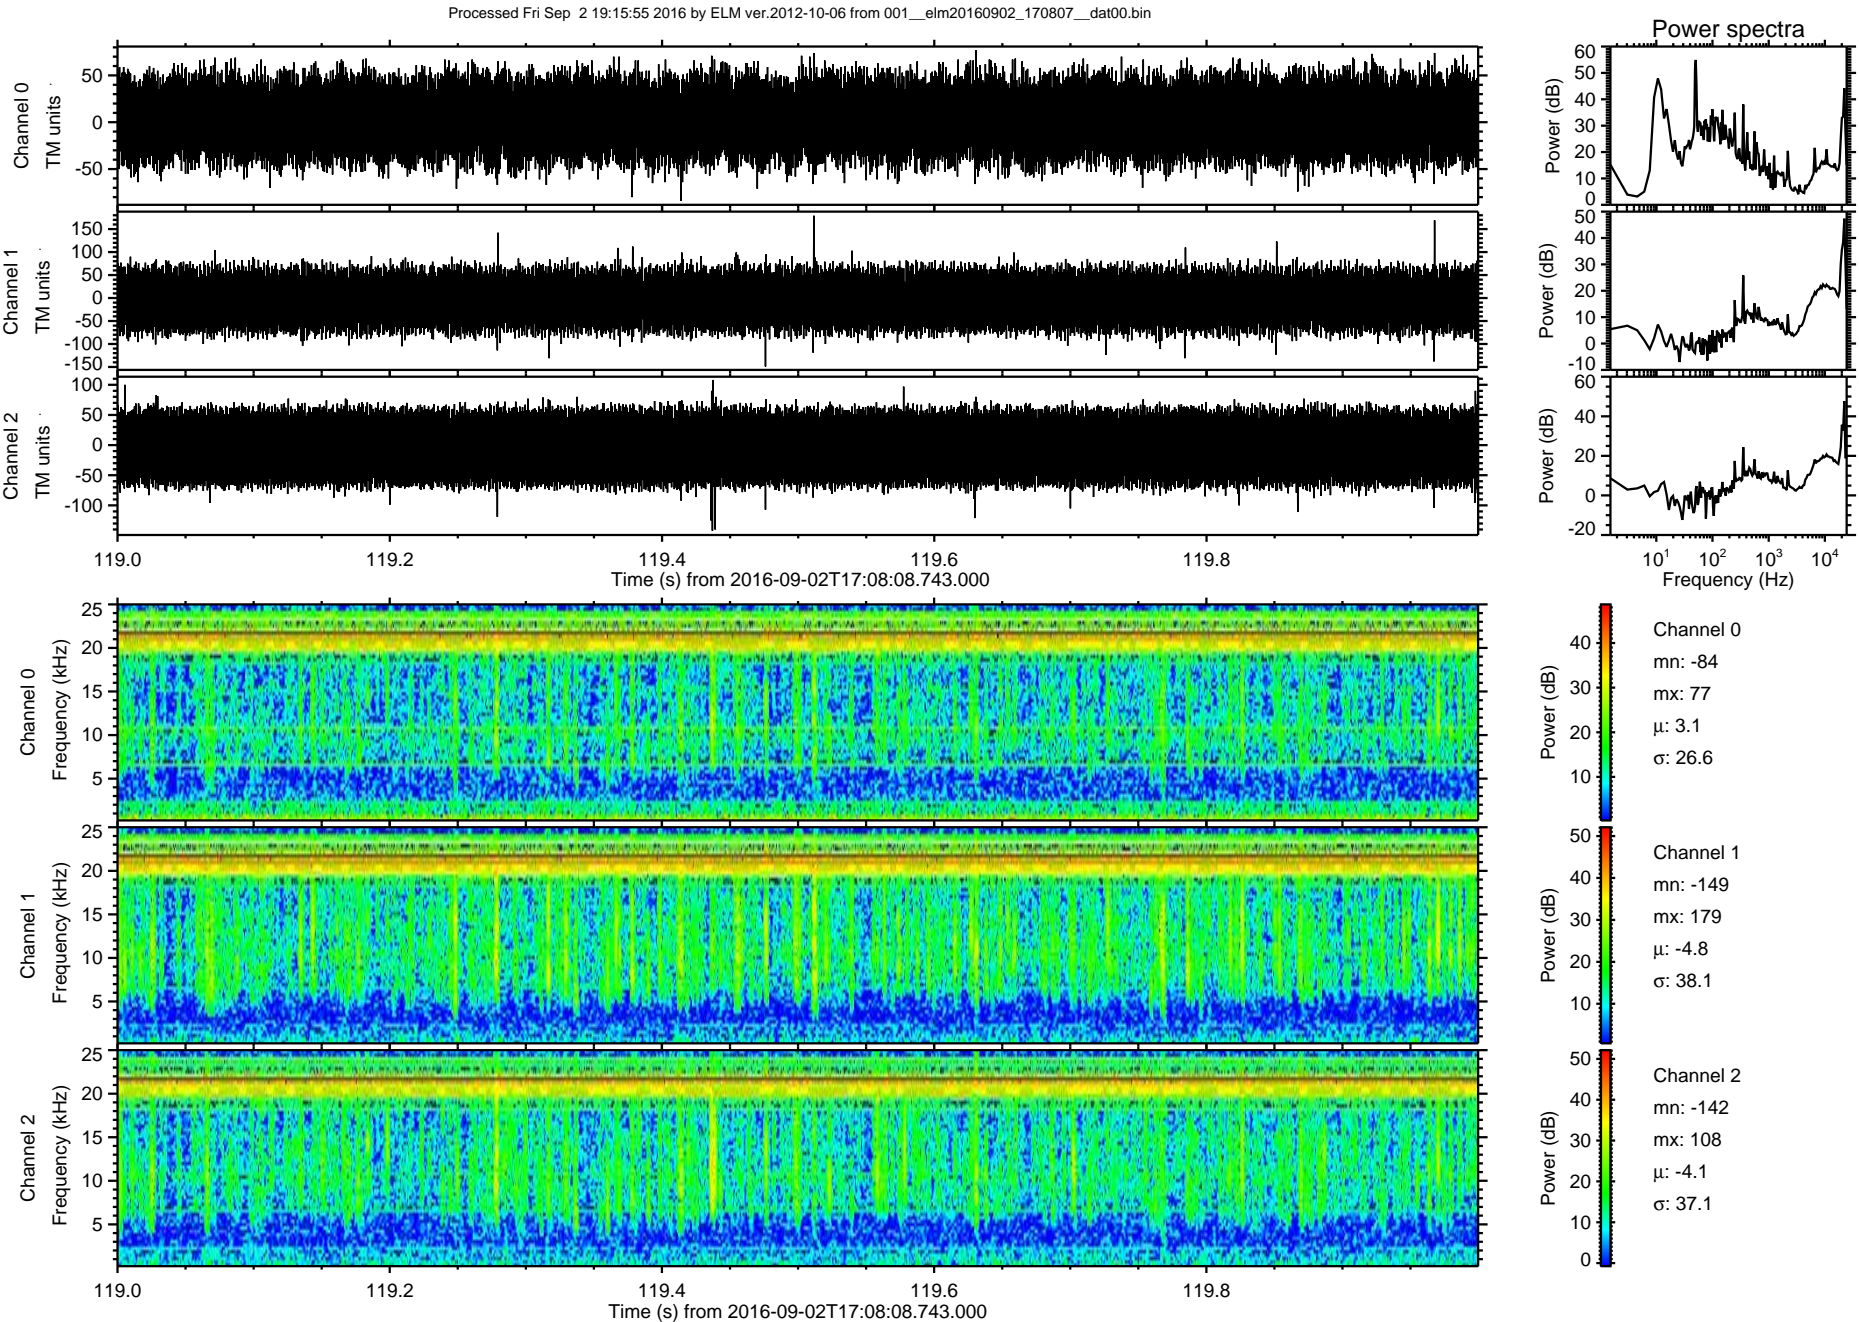 Processed Fri Sep  2 19:15:55 2016 by ELM ver.2012-10-06 from 001__elm20160902_170807__dat00.bin
Power spectra
Channel 0
TM units
50
0
-50
Power (dB)
60
50
40
30
20
10
0
Channel 1
TM units
150
100
50
0
-50
-100
-150
Power (dB)
50
40
30
20
10
0
-10
Channel 2
TM units
100
50
0
-50
-100
Power (dB)
60
40
20
0
-20
119.0 119.2 119.4 119.6 119.8
Time (s) from 2016-09-02T17:08:08.743.000
10¹ 10² 10³ 10⁴
Frequency (Hz)
Channel 0
Frequency (kHz)
25
20
15
10
5
Power (dB)
40
30
20
10
Channel 0
mn: -84
mx: 77
μ: 3.1
σ: 26.6
Channel 1
Frequency (kHz)
25
20
15
10
5
Power (dB)
50
40
30
20
10
Channel 1
mn: -149
mx: 179
μ: -4.8
σ: 38.1
Channel 2
Frequency (kHz)
25
20
15
10
5
Power (dB)
50
40
30
20
10
0
Channel 2
mn: -142
mx: 108
μ: -4.1
σ: 37.1
119.0 119.2 119.4 119.6 119.8
Time (s) from 2016-09-02T17:08:08.743.000